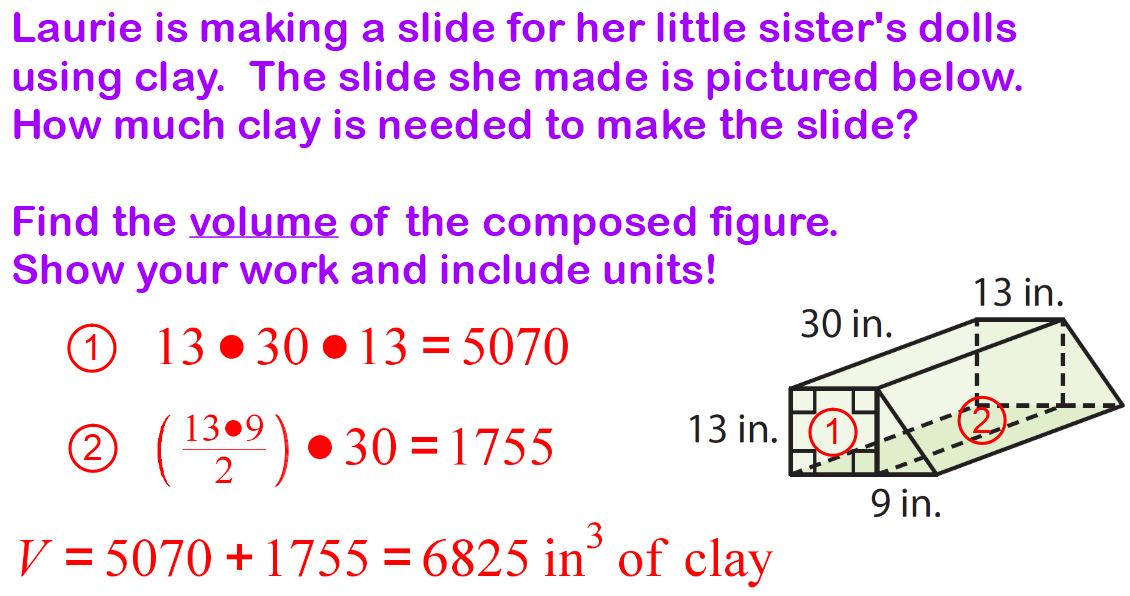 Laurie is making a slide for her little sister's dolls
using clay. The slide she made is pictured below.
How much clay is needed to make the slide?
Find the volume of the composed figure.
Show your work and include units!
① 13 • 30 • 13 = 5070
② (13•9/2) • 30 = 1755
V = 5070 + 1755 = 6825 in³ of clay
13 in.
30 in.
13 in.
①
②
9 in.